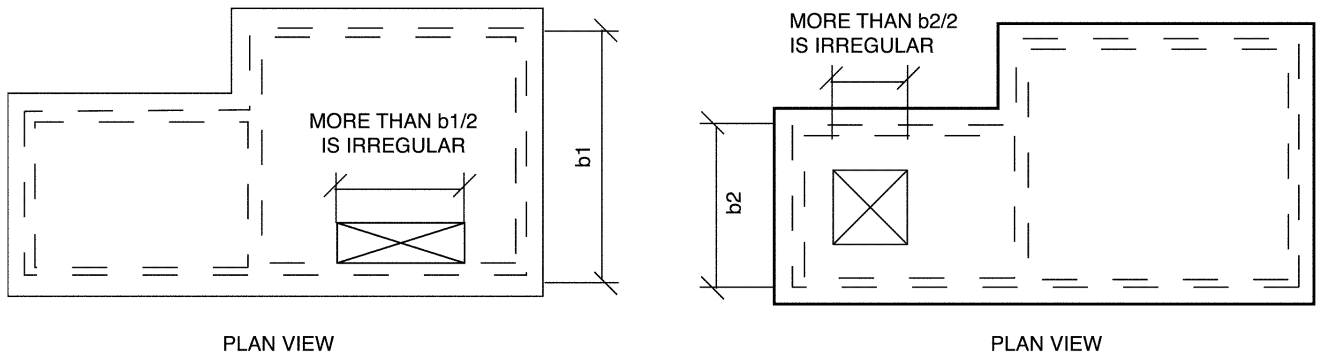 MORE THAN b1/2
IS IRREGULAR
b1
PLAN VIEW
MORE THAN b2/2
IS IRREGULAR
b2
PLAN VIEW